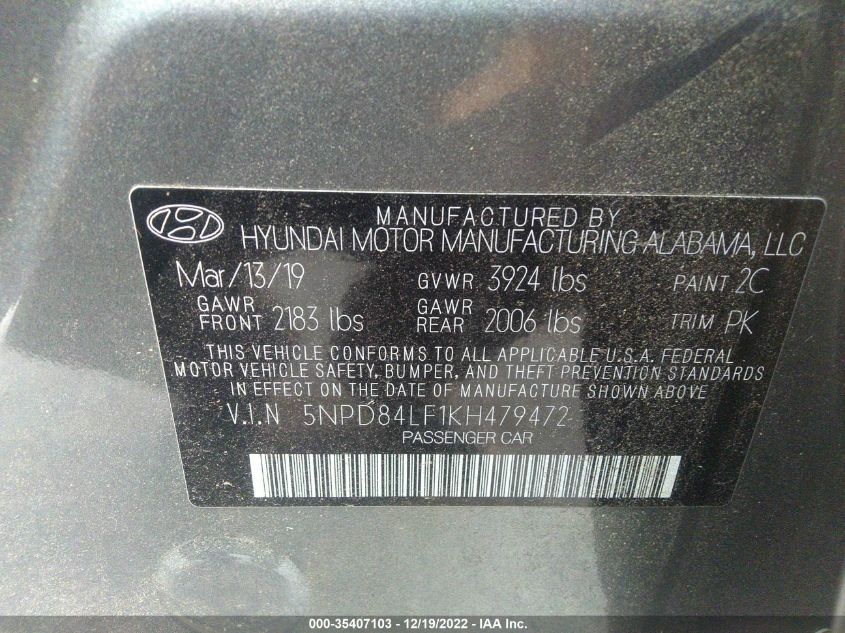 MANUFACTURED BY
HYUNDAI MOTOR MANUFACTURING ALABAMA, LLC
Mar/13/19 GVWR 3924 lbs PAINT 2C
GAWR FRONT 2183 lbs GAWR REAR 2006 lbs TRIM PK
THIS VEHICLE CONFORMS TO ALL APPLICABLE U.S.A. FEDERAL
MOTOR VEHICLE SAFETY, BUMPER, AND THEFT PREVENTION STANDARDS
IN EFFECT ON THE DATE OF MANUFACTURE SHOWN ABOVE
V.I.N 5NPD84LF1KH479472
PASSENGER CAR
000-35407103 - 12/19/2022 - IAA Inc.